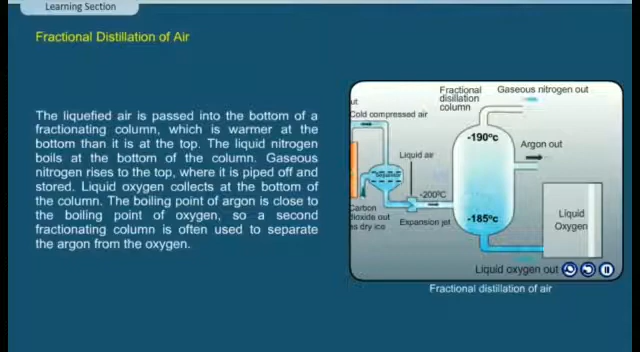 Learning Section
Fractional Distillation of Air
The liquefied air is passed into the bottom of a
fractionating column, which is warmer at the
bottom than it is at the top. The liquid nitrogen
boils at the bottom of the column. Gaseous
nitrogen rises to the top, where it is piped off and
stored. Liquid oxygen collects at the bottom of
the column. The boiling point of argon is close to
the boiling point of oxygen, so a second
fractionating column is often used to separate
the argon from the oxygen.
ut
Cold compressed air
Fractional
disillation
column
Gaseous nitrogen out
-190ºc
Argon out
Liquid air
-200ºC
Carbon
dioxide out
as dry ice
Expansion jet
-185ºc
Liquid
Oxygen
Liquid oxygen out
Fractional distillation of air